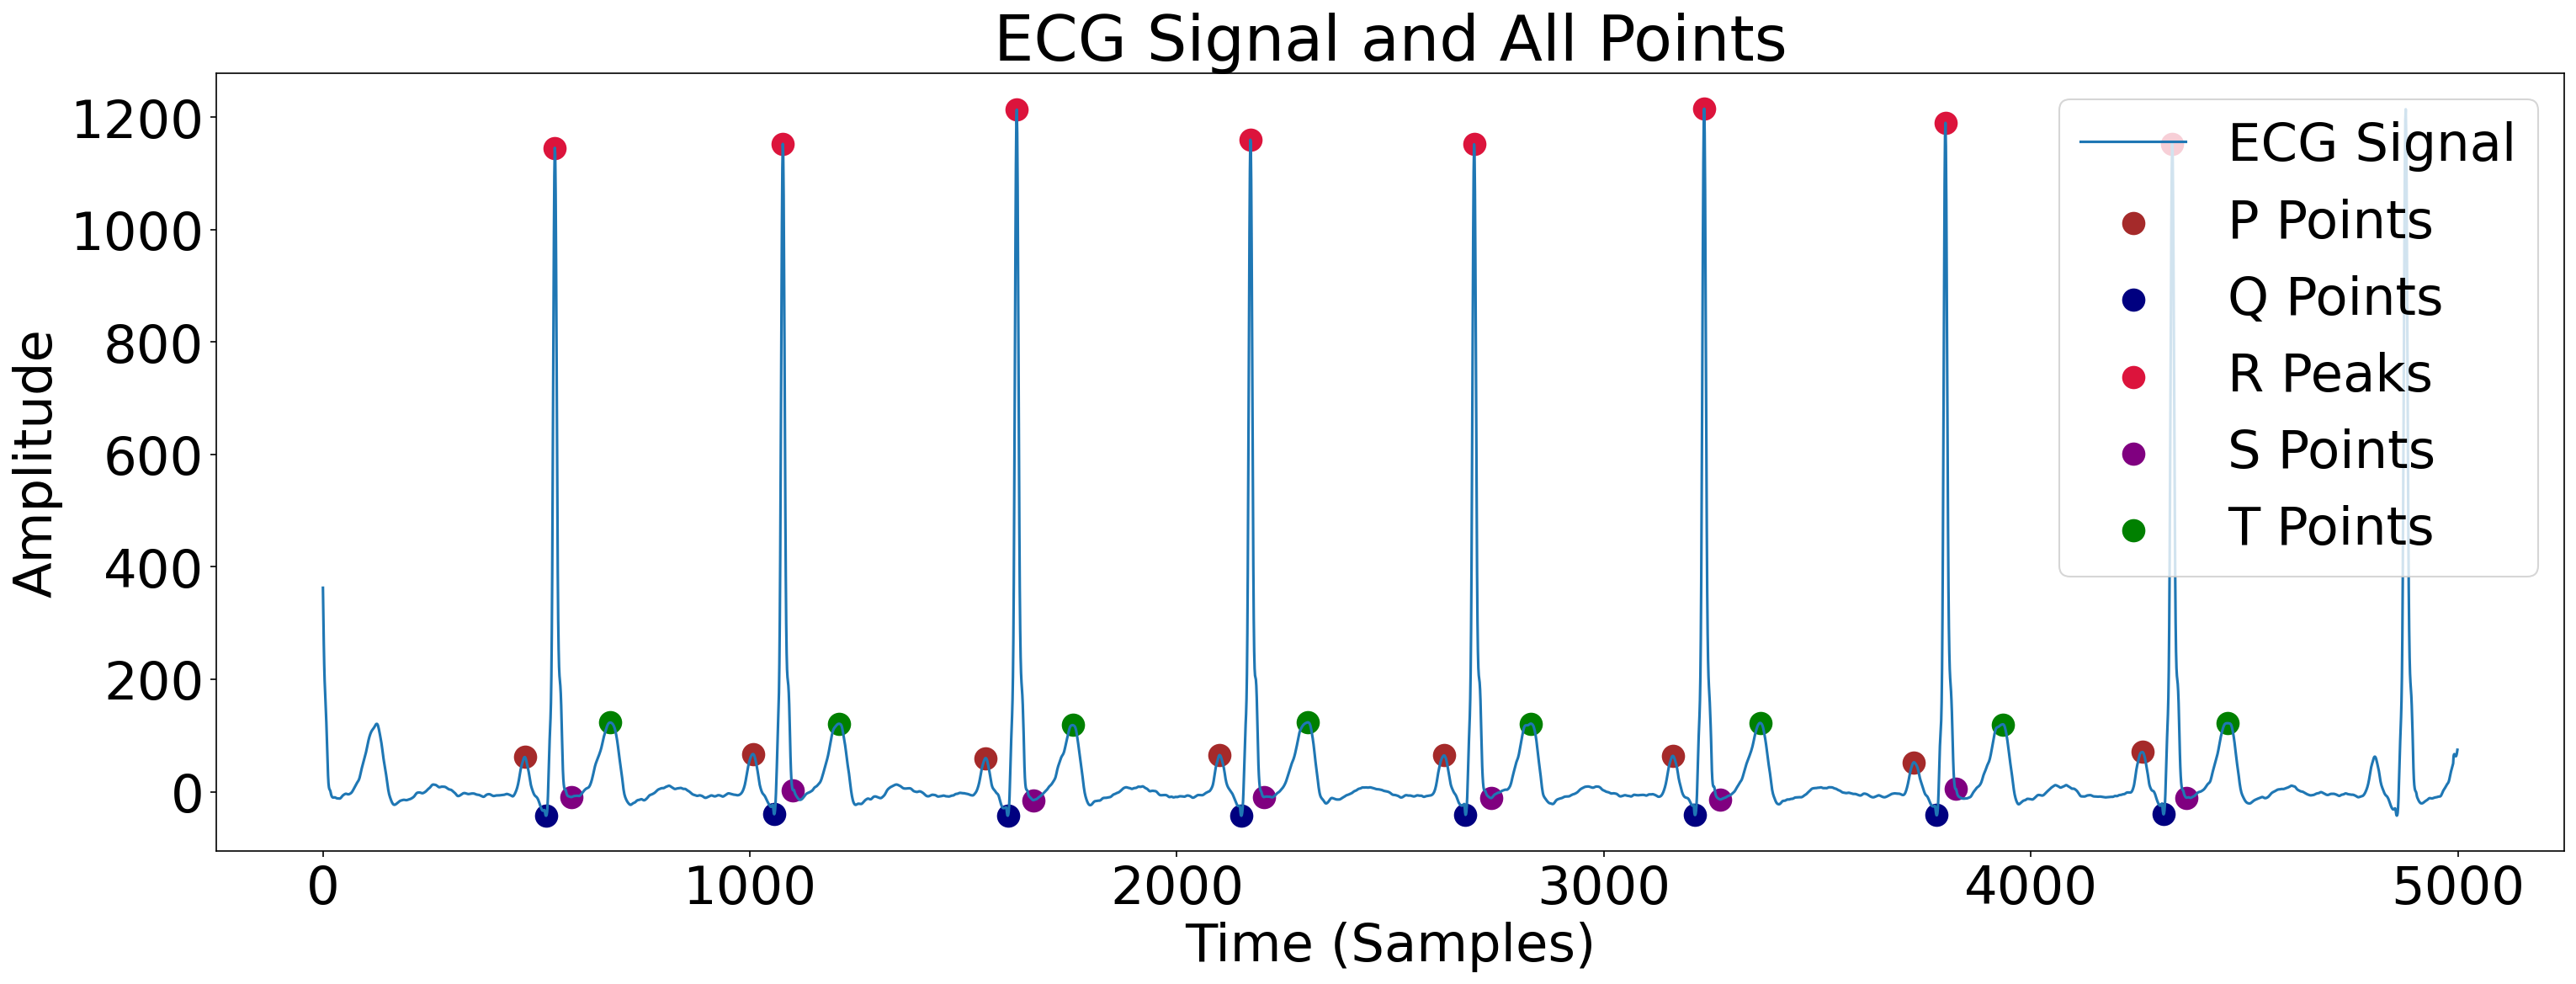 ECG Signal and All Points
1200
1000
800
600
400
200
0
Amplitude
0 1000 2000 3000 4000 5000
Time (Samples)
ECG Signal
P Points
Q Points
R Peaks
S Points
T Points